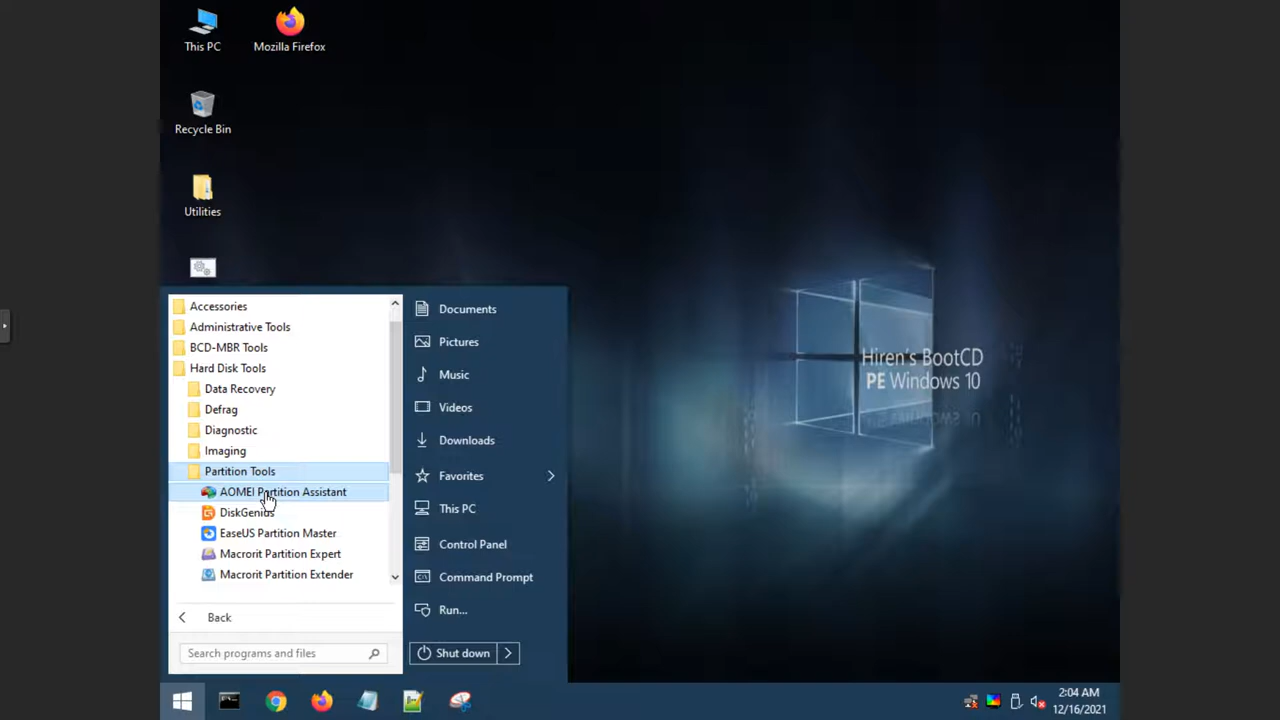 This PC
Mozilla Firefox
Recycle Bin
Utilities
Accessories
Administrative Tools
BCD-MBR Tools
Hard Disk Tools
Data Recovery
Defrag
Diagnostic
Imaging
Partition Tools
AOMEI Partition Assistant
DiskGenius
EaseUS Partition Master
Macrorit Partition Expert
Macrorit Partition Extender
Back
Search programs and files
Documents
Pictures
Music
Videos
Downloads
Favorites
This PC
Control Panel
Command Prompt
Run...
Shut down
Hiren's BootCD
PE Windows 10
2:04 AM
12/16/2021